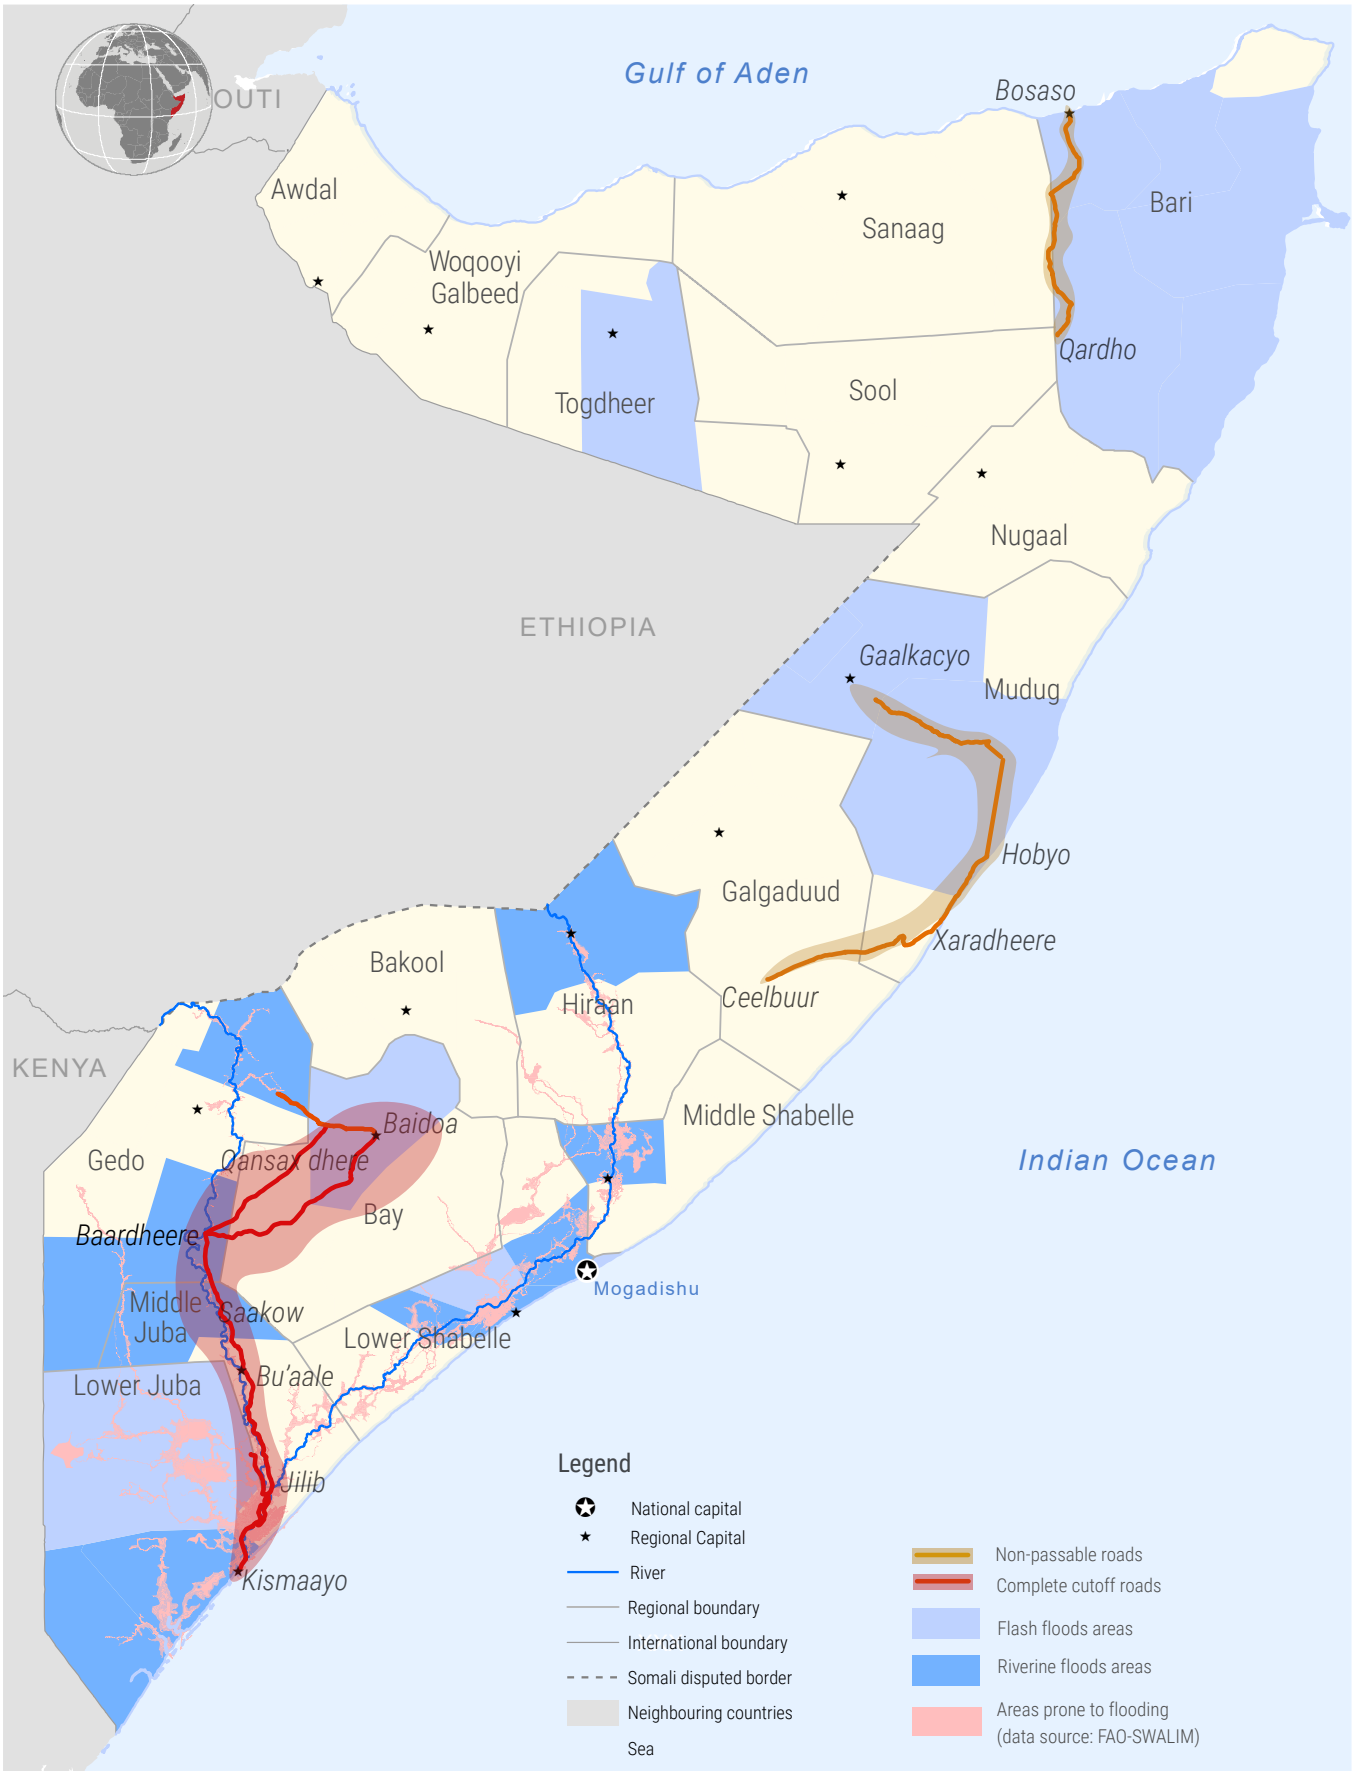 Gulf of Aden
Bosaso
OUTI
Awdal
Bari
Sanaag
Woqooyi
Galbeed
Qardho
Togdheer
Sool
Nugaal
ETHIOPIA
Gaalkacyo
Mudug
Hobyo
Galgaduud
Xaradheere
Bakool
Ceelbuur
Hiraan
KENYA
Middle Shabelle
Baidoa
Gedo
Qansax dhere
Indian Ocean
Bay
Baardheere
Mogadishu
Middle
Juba
Saakow
Lower Shabelle
Bu'aale
Lower Juba
Jilib
Kismaayo
Legend
National capital
Regional Capital
River
Regional boundary
International boundary
Somali disputed border
Neighbouring countries
Sea
Non-passable roads
Complete cutoff roads
Flash floods areas
Riverine floods areas
Areas prone to flooding
(data source: FAO-SWALIM)